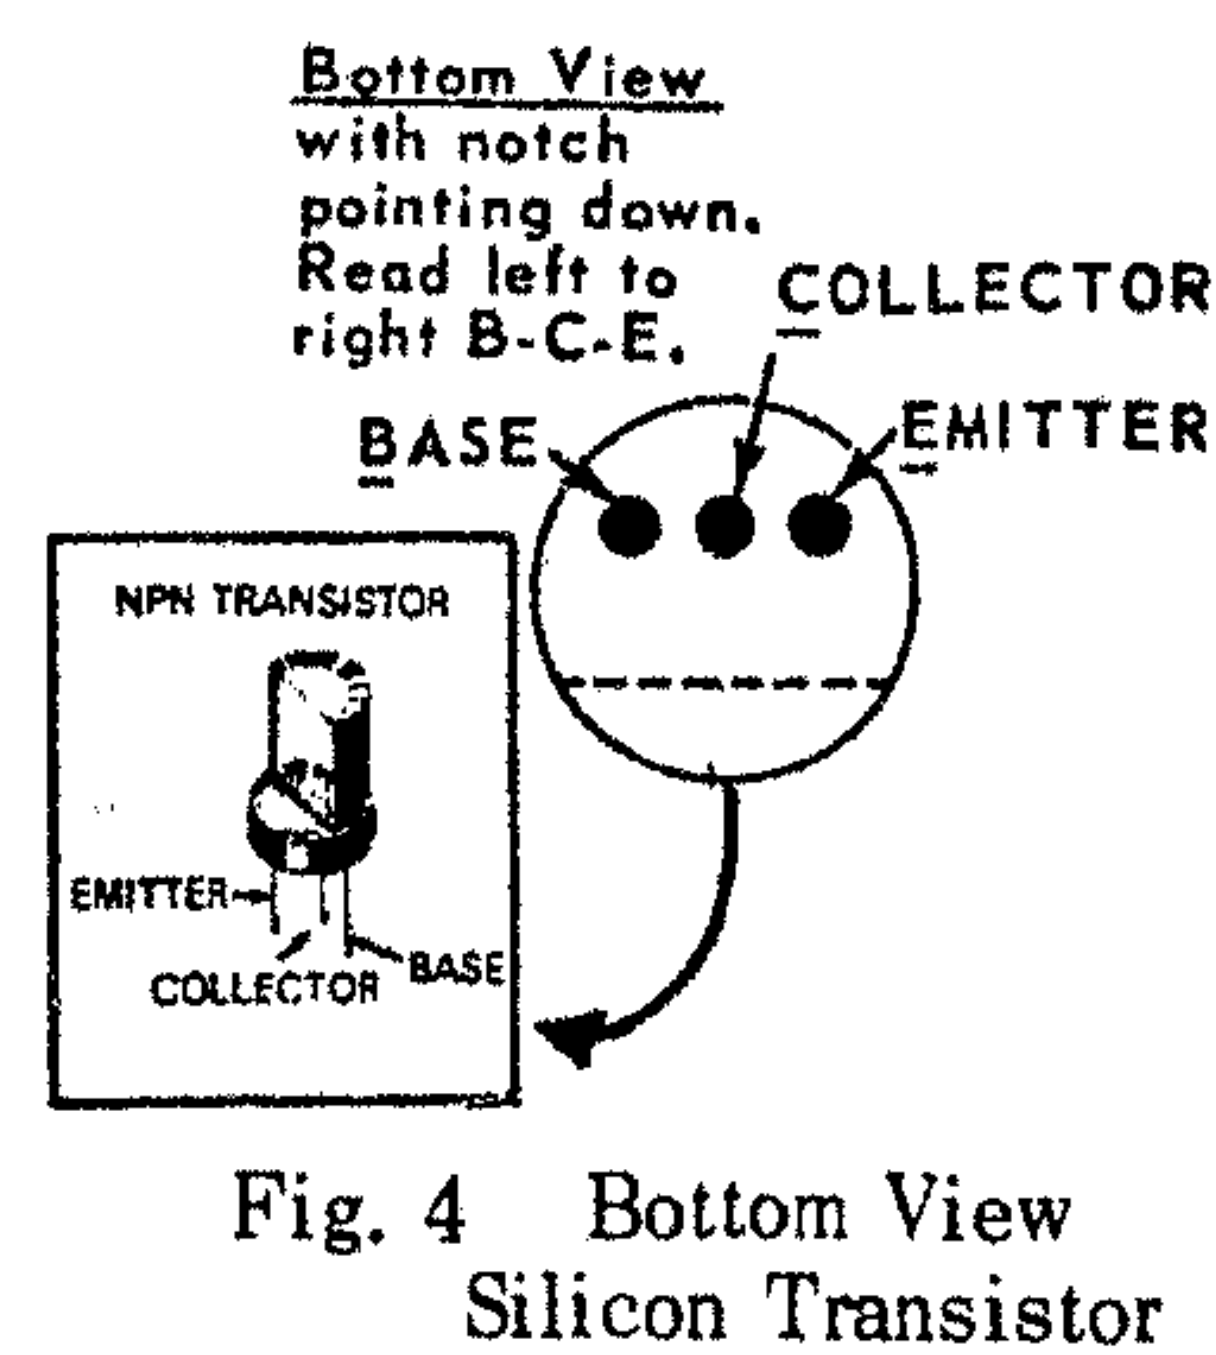 Bottom View
with notch
pointing down.
Read left to
right B-C-E.
COLLECTOR
BASE
EMITTER
NPN TRANSISTOR
EMITTER
COLLECTOR
BASE
Fig. 4 Bottom View
Silicon Transistor